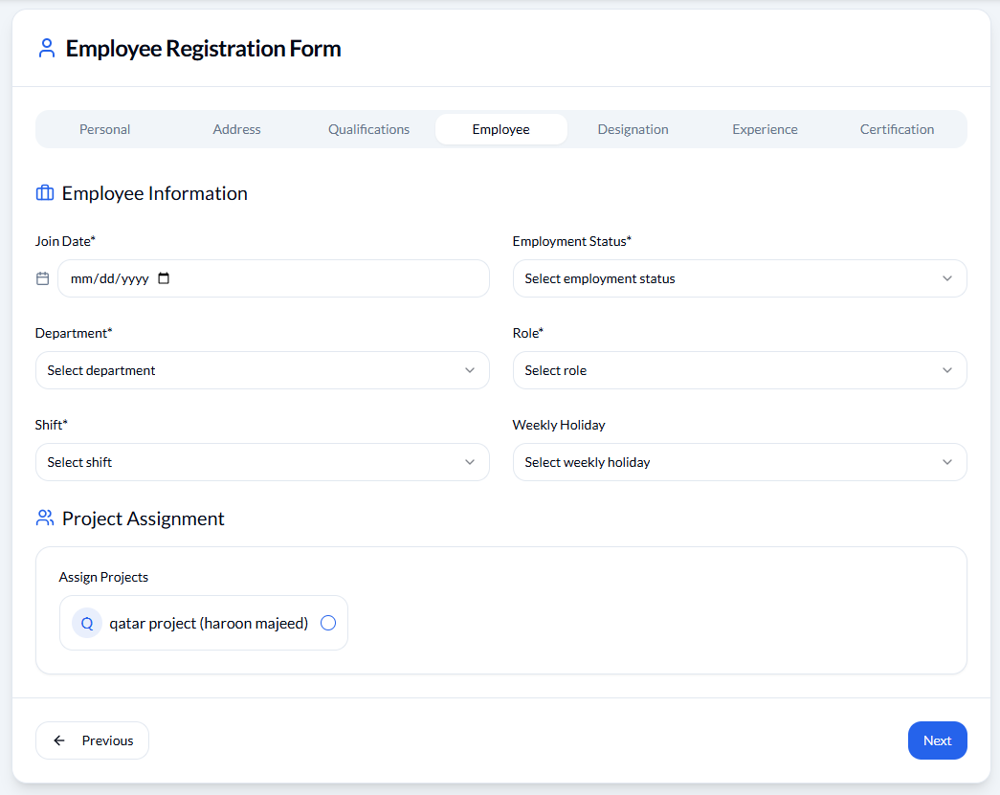 Employee Registration Form
Personal Address Qualifications Employee Designation Experience Certification
Employee Information
Join Date* Employment Status*
mm/dd/yyyy Select employment status
Department* Role*
Select department Select role
Shift* Weekly Holiday
Select shift Select weekly holiday
Project Assignment
Assign Projects
Q qatar project (haroon majeed)
Previous Next